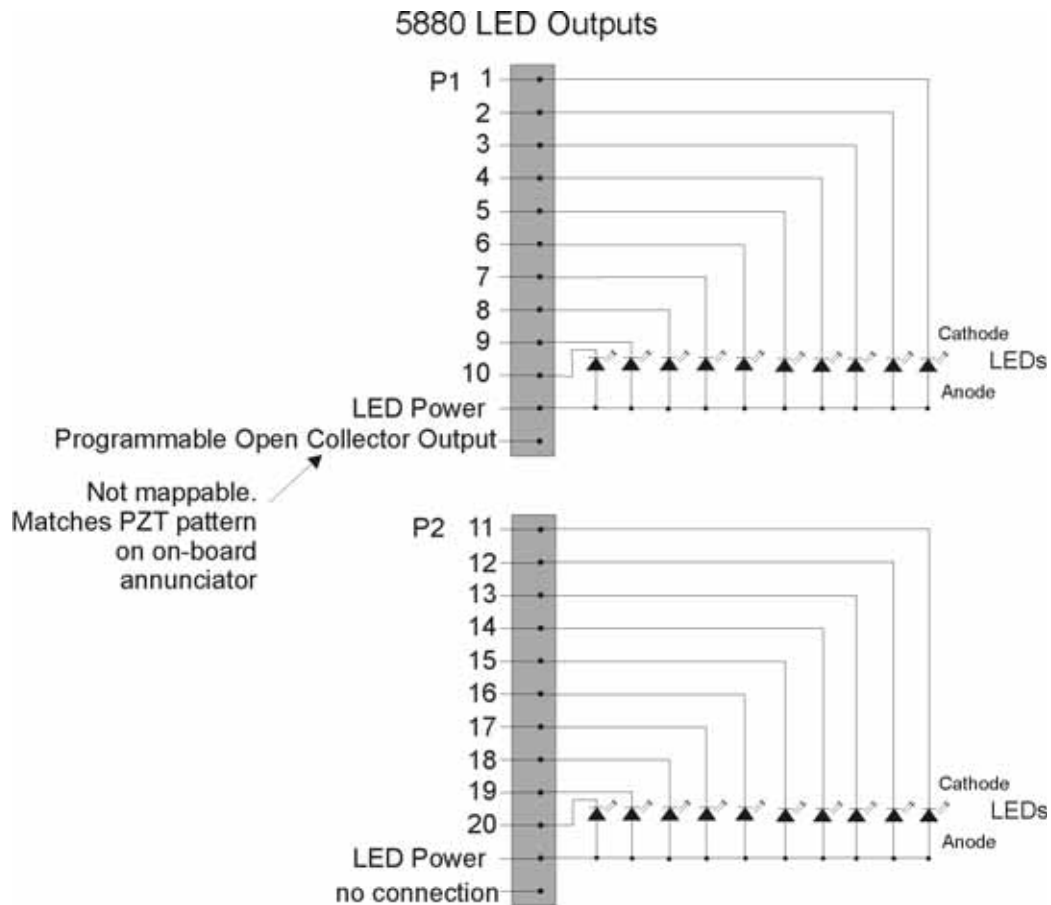 5880 LED Outputs
P1 1
2
3
4
5
6
7
8
9
10
Cathode
LEDs
Anode
LED Power
Programmable Open Collector Output
Not mappable.
Matches PZT pattern
on on-board
annunciator
P2 11
12
13
14
15
16
17
18
19
20
Cathode
LEDs
Anode
LED Power
no connection